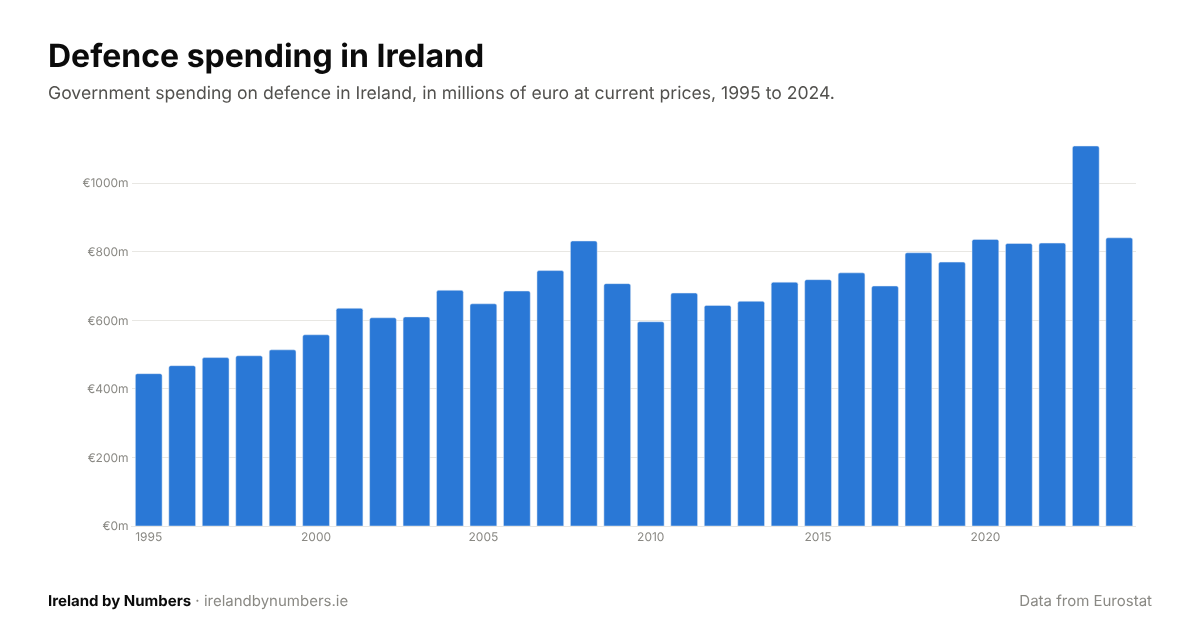 Defence spending in Ireland
Government spending on defence in Ireland, in millions of euro at current prices, 1995 to 2024.
€1000m
€800m
€600m
€400m
€200m
€0m
1995 2000 2005 2010 2015 2020
Ireland by Numbers · irelandbynumbers.ie
Data from Eurostat